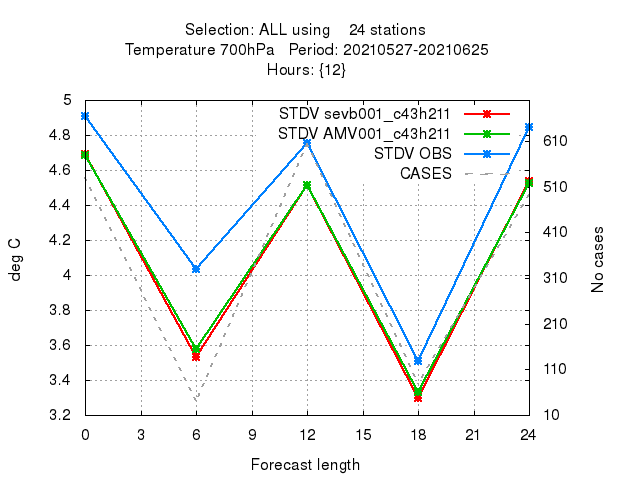 Selection: ALL using    24 stations
Temperature 700hPa   Period: 20210527-20210625
Hours: {12}
STDV sevb001_c43h211
STDV AMV001_c43h211
STDV OBS
CASES
5
4.8
4.6
4.4
4.2
4
3.8
3.6
3.4
3.2
deg C
610
510
410
310
210
110
10
No cases
0 3 6 9 12 15 18 21 24
Forecast length